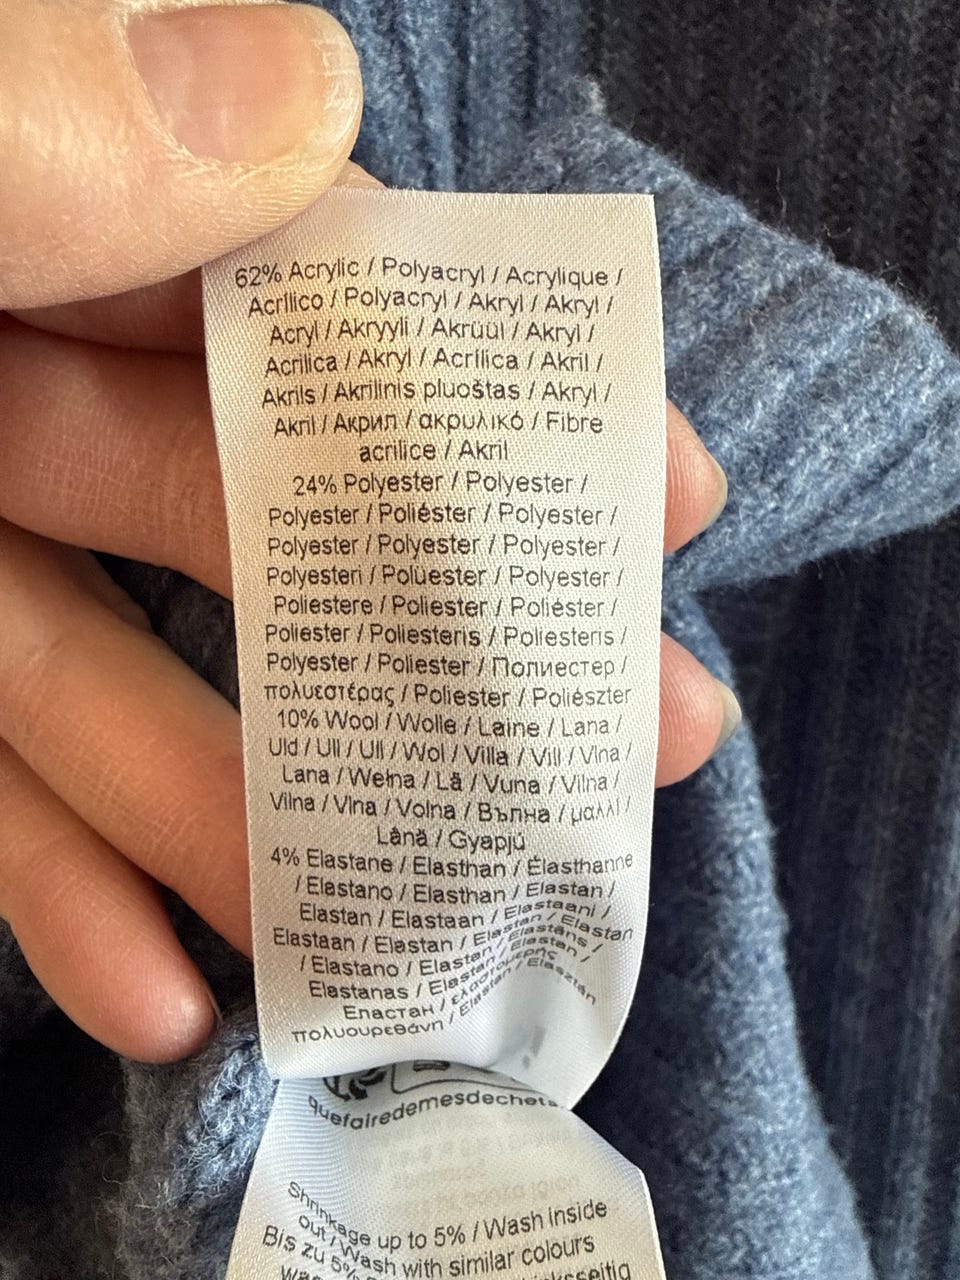 62% Acrylic / Polyacryl / Acrylique /
Acrílico / Polyacryl / Akryl / Akryl /
Acryl / Akryyli / Akrüül / Akryl /
Acrilica / Akryl / Acrílica / Akril /
Akrils / Akrilinis pluoštas / Akryl /
Akril / Акрил / ακρυλικό / Fibre
acrilice / Akril
24% Polyester / Polyester /
Polyester / Poliéster / Polyester /
Polyester / Polyester / Polyester /
Polyesteri / Polüester / Polyester /
Poliestere / Poliester / Poliéster /
Poliester / Poliesteris / Poliesteris /
Polyester / Poliester / Полиестер /
πολυεστέρας / Poliester / Poliészter
10% Wool / Wolle / Laine / Lana /
Uld / Ull / Ull / Wol / Villa / Vill / Vlna /
Lana / Wełna / Lã / Vuna / Vilna /
Vilna / Vlna / Volna / Вълна / μαλλί /
Lână / Gyapjú
4% Elastane / Elasthan / Élasthanne
/ Elastano / Elasthan / Elastan /
Elastan / Elastaan / Elastaani /
Elastaan / Elastan / Elastan / Elastan
/ Elastano / Elastan / Elastāns /
Elastanas / Elastan / Elastan /
Еластан / ελαστομερής
πολυουρεθάνη / Elastan / Elasztán
quefairedemesdechets
Shrinkage up to 5% / Wash inside
out / Wash with similar colours
Bis zu 5%